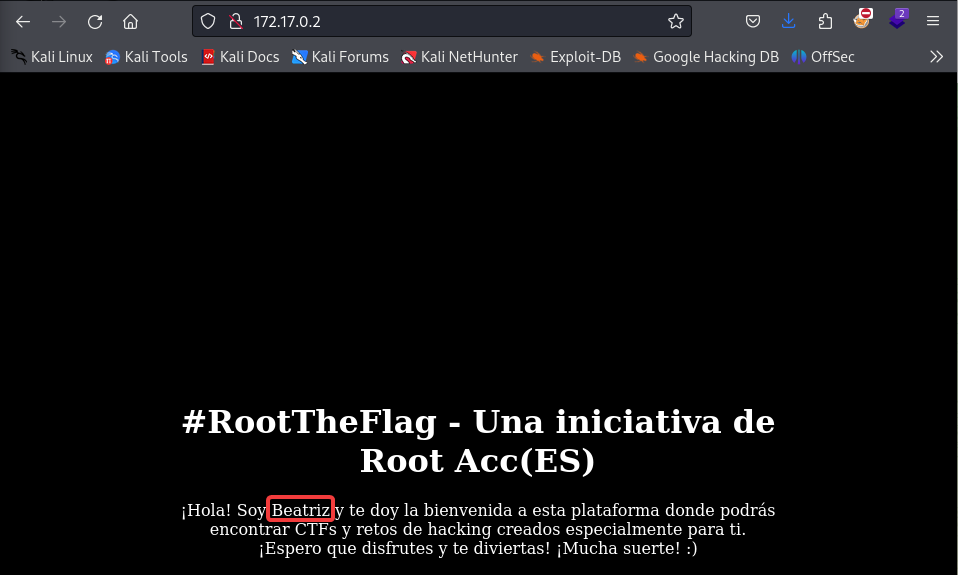 172.17.0.2
2
Kali Linux Kali Tools Kali Docs Kali Forums Kali NetHunter Exploit-DB Google Hacking DB OffSec
#RootTheFlag - Una iniciativa de
Root Acc(ES)
¡Hola! Soy Beatriz y te doy la bienvenida a esta plataforma donde podrás
encontrar CTFs y retos de hacking creados especialmente para ti.
¡Espero que disfrutes y te diviertas! ¡Mucha suerte! :)